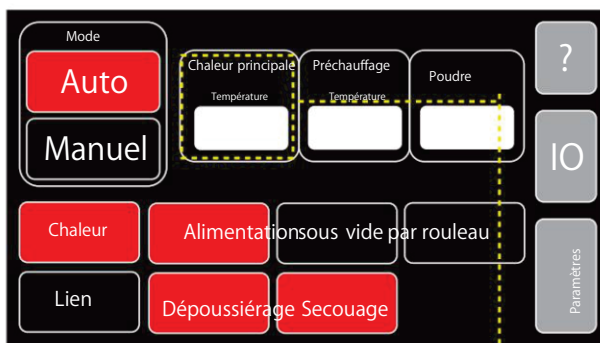 Mode
Auto
Manuel
Chaleur principale
Température
Préchauffage
Température
Poudre
?
IO
Paramètres
Chaleur
Alimentationsous vide par rouleau
Lien
Dépoussiérage Secouage